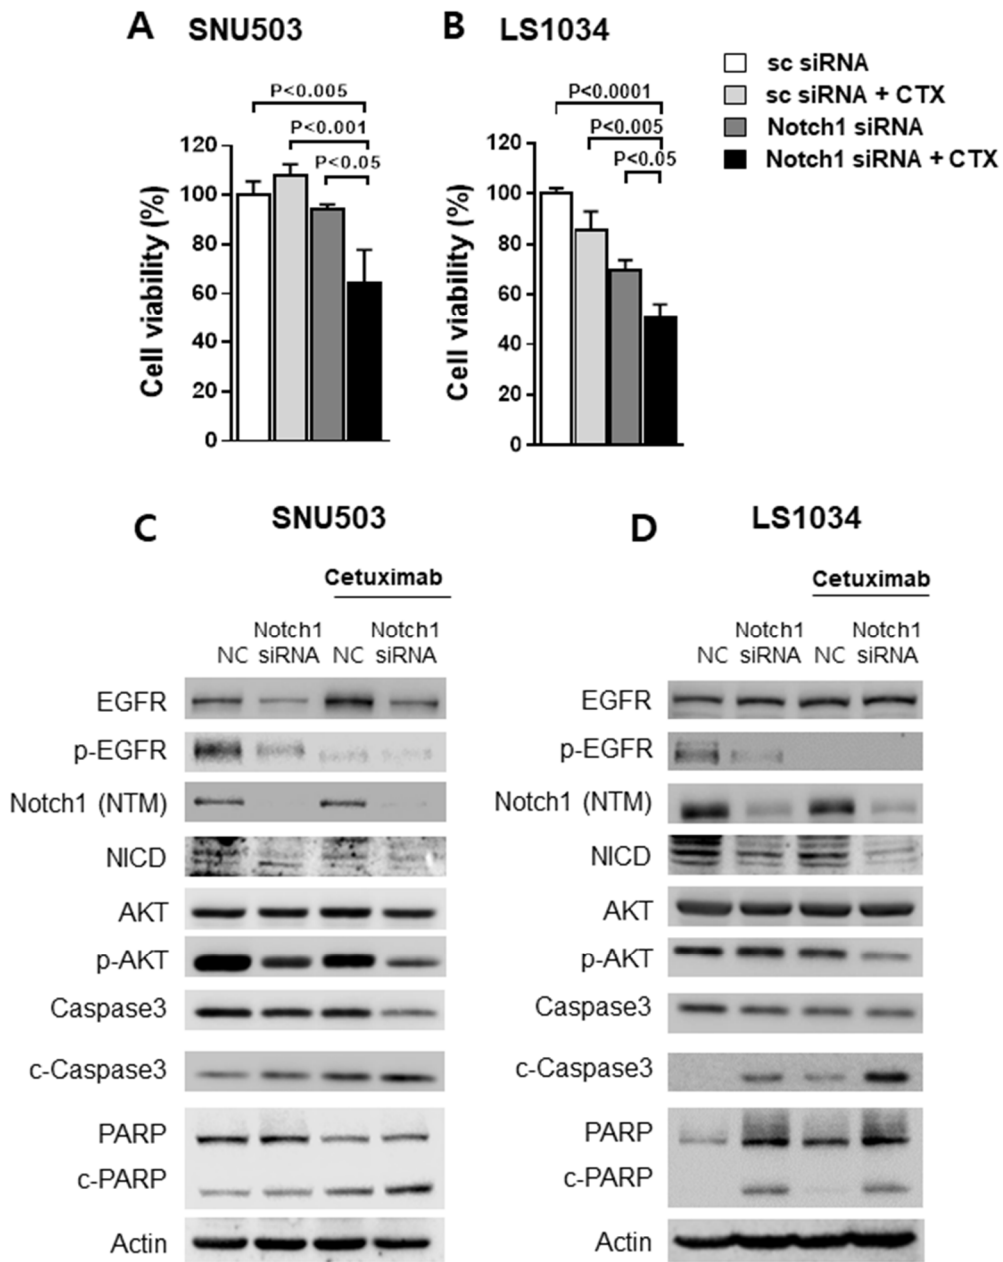 A SNU503
P<0.005
P<0.001
P<0.05
120
100
80
60
40
20
0
Cell viability (%)
B LS1034
P<0.0001
P<0.005
P<0.05
120
100
80
60
40
20
0
Cell viability (%)
sc siRNA
sc siRNA + CTX
Notch1 siRNA
Notch1 siRNA + CTX
C SNU503
Cetuximab
Notch1 Notch1
NC siRNA NC siRNA
EGFR
p-EGFR
Notch1 (NTM)
NICD
AKT
p-AKT
Caspase3
c-Caspase3
PARP
c-PARP
Actin
D LS1034
Cetuximab
Notch1 Notch1
NC siRNA NC siRNA
EGFR
p-EGFR
Notch1 (NTM)
NICD
AKT
p-AKT
Caspase3
c-Caspase3
PARP
c-PARP
Actin